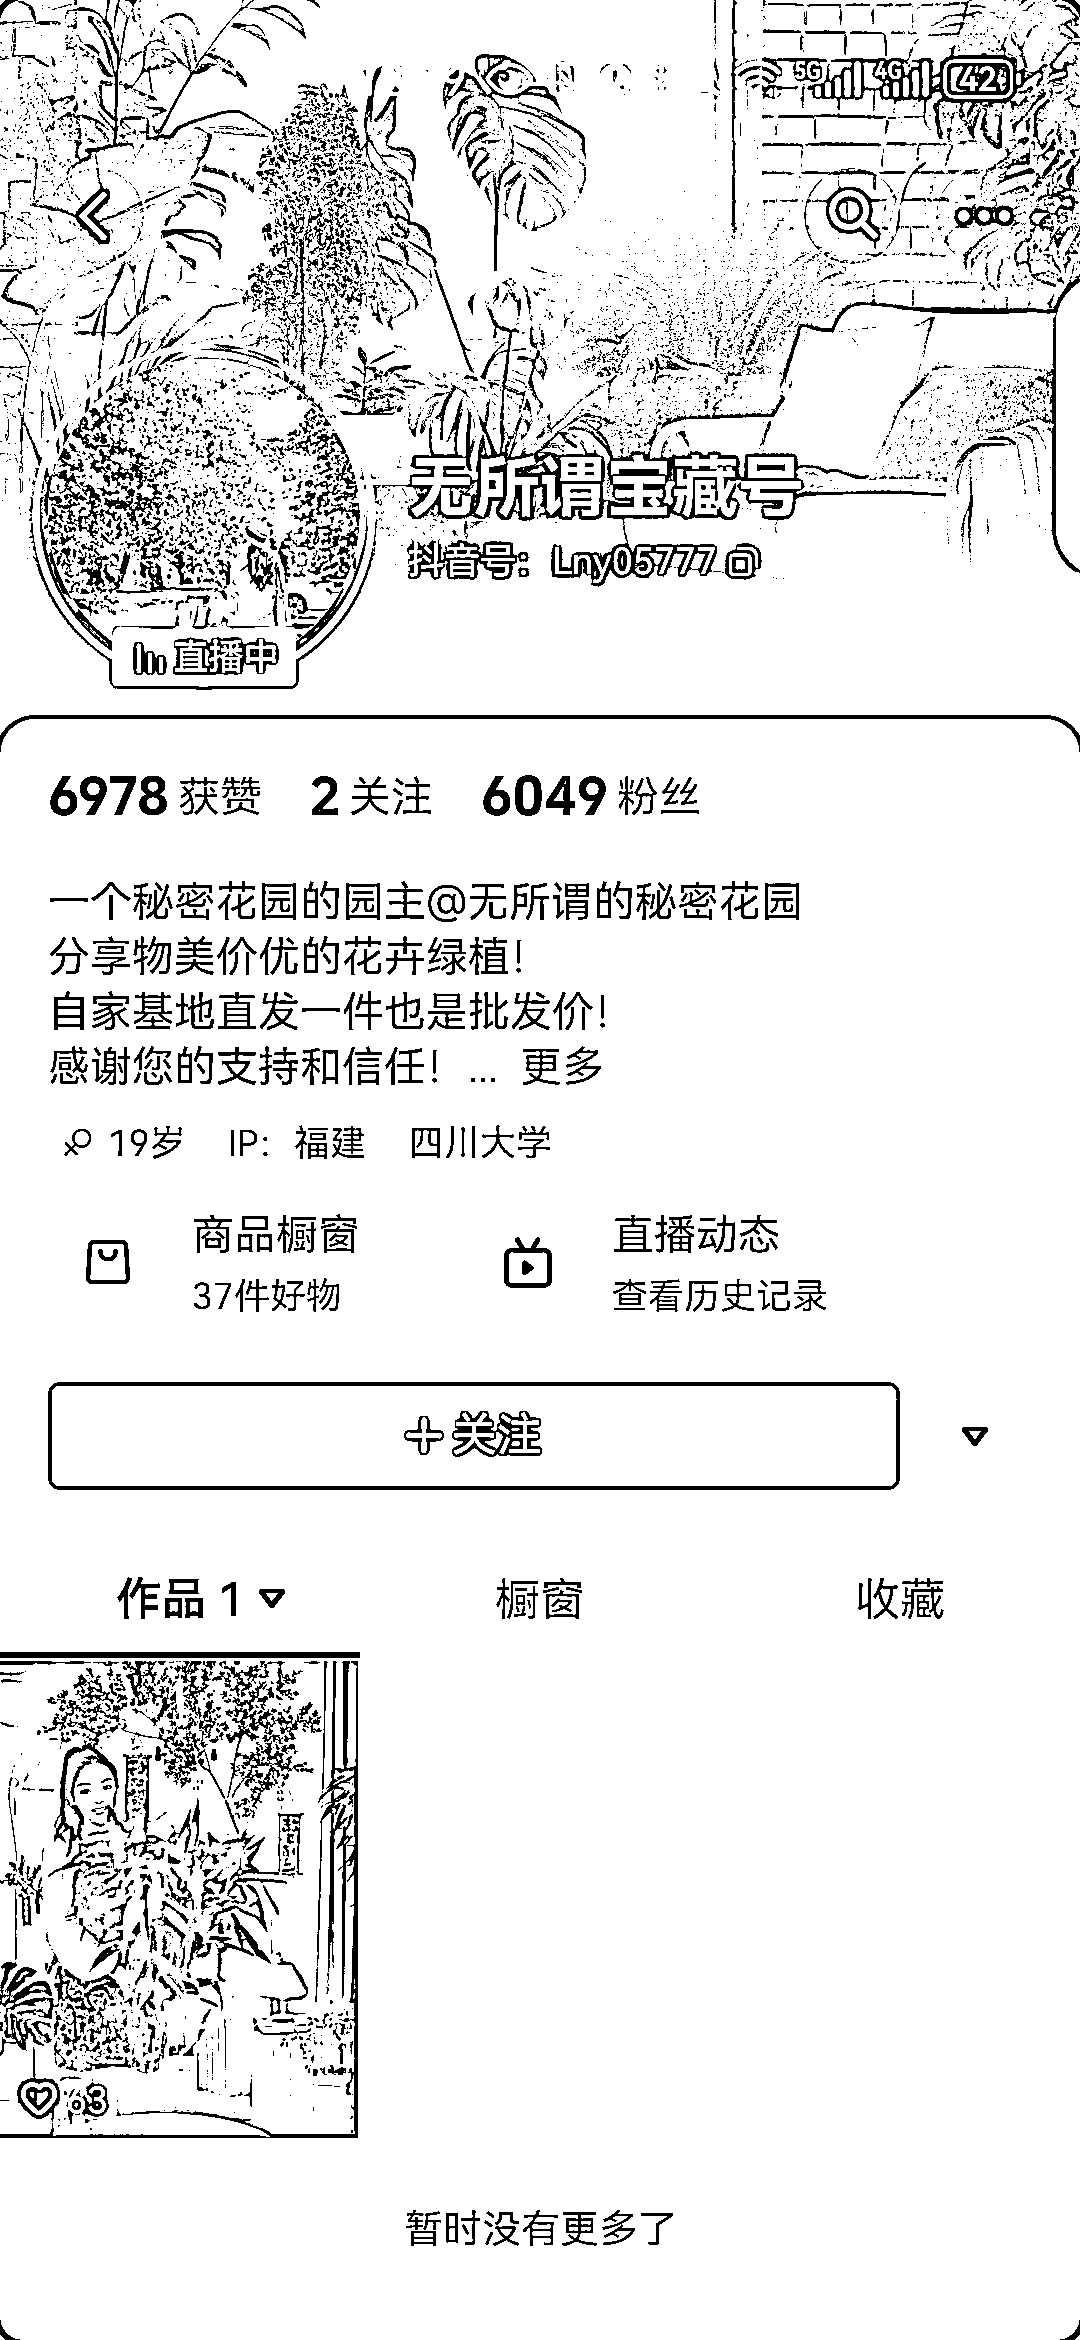 5G 4G 42
无所谓宝藏号
抖音号：Lny05777
直播中
6978 获赞 2 关注 6049 粉丝
一个秘密花园的园主@无所谓的秘密花园
分享物美价优的花卉绿植！
自家基地直发一件也是批发价！
感谢您的支持和信任！... 更多
19岁 IP：福建 四川大学
商品橱窗 直播动态
37件好物 查看历史记录
关注
作品 1 橱窗 收藏
暂时没有更多了